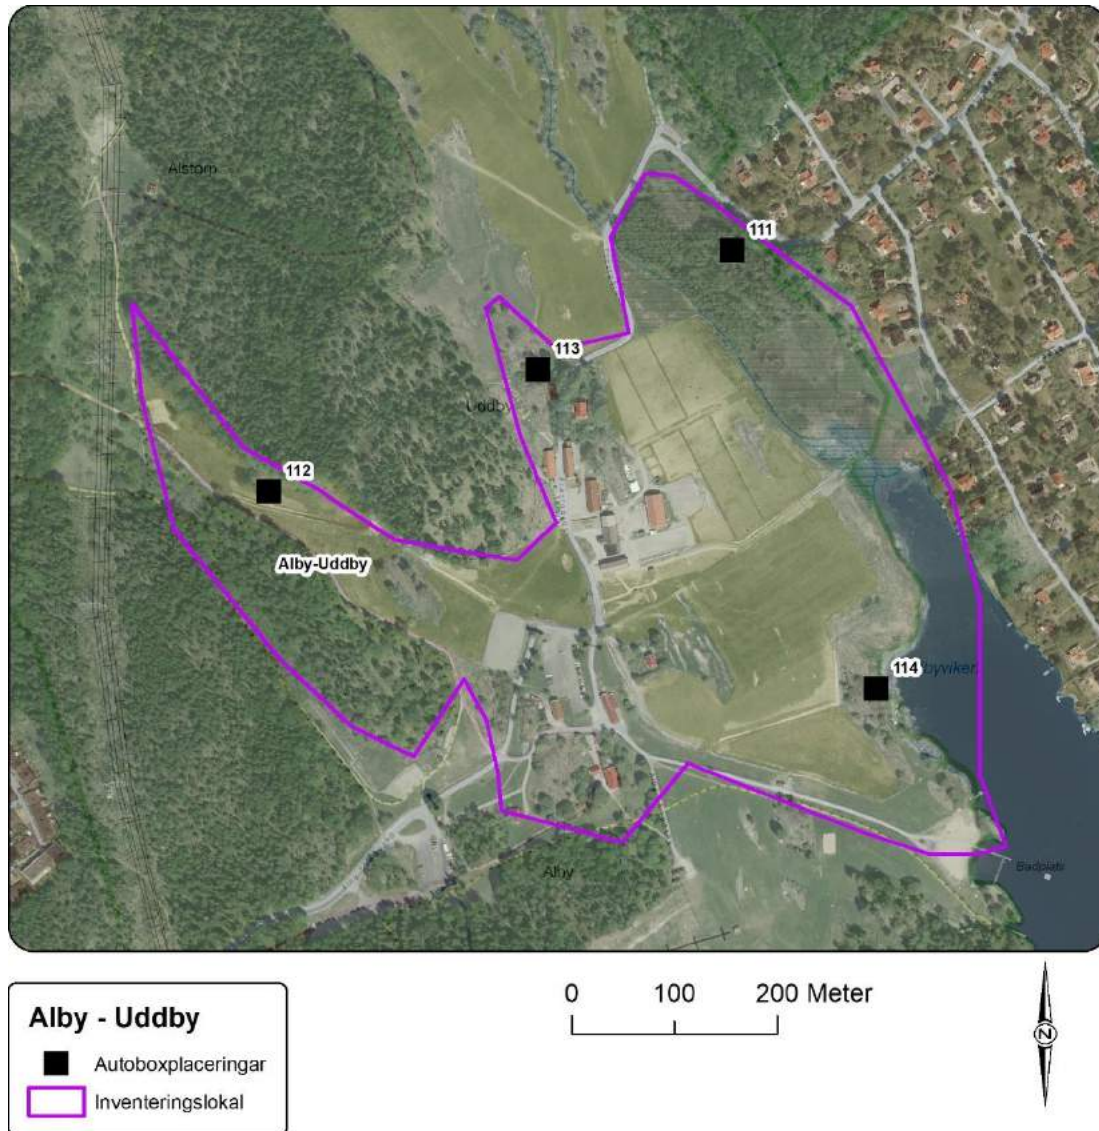 Alstorp
111
113
Uddby
112
Alby-Uddby
114
Badplats
Alby
Alby - Uddby
Autoboxplaceringar
Inventeringslokal
0 100 200 Meter